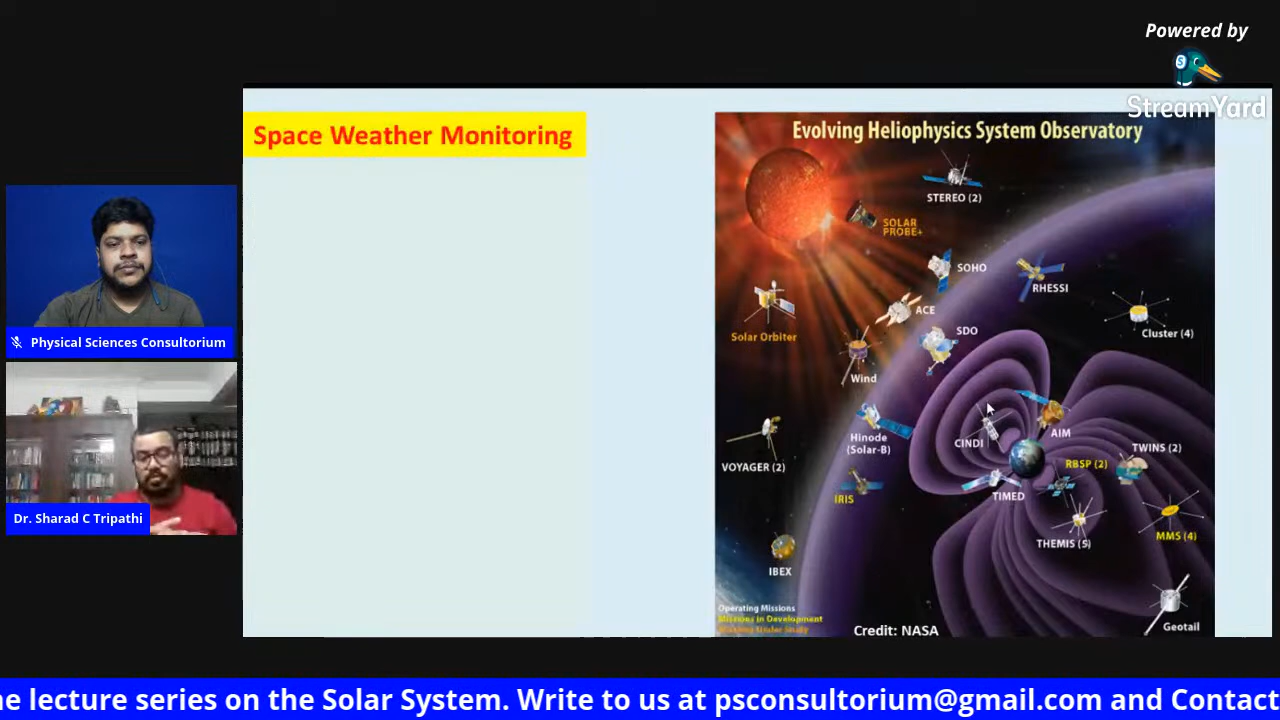 Powered by
StreamYard
Space Weather Monitoring
Evolving Heliophysics System Observatory
STEREO (2)
SOLAR
PROBE+
SOHO
RHESSI
ACE
Cluster (4)
Solar Orbiter
SDO
Wind
Hinode
(Solar-B)
CINDI
AIM
TWINS (2)
VOYAGER (2)
RBSP (2)
IRIS
TIMED
MMS (4)
THEMIS (5)
IBEX
Geotail
Operating Missions
Missions in Development
Missions Under Study
Credit: NASA
Physical Sciences Consultorium
Dr. Sharad C Tripathi
e lecture series on the Solar System. Write to us at psconsultorium@gmail.com and Contact